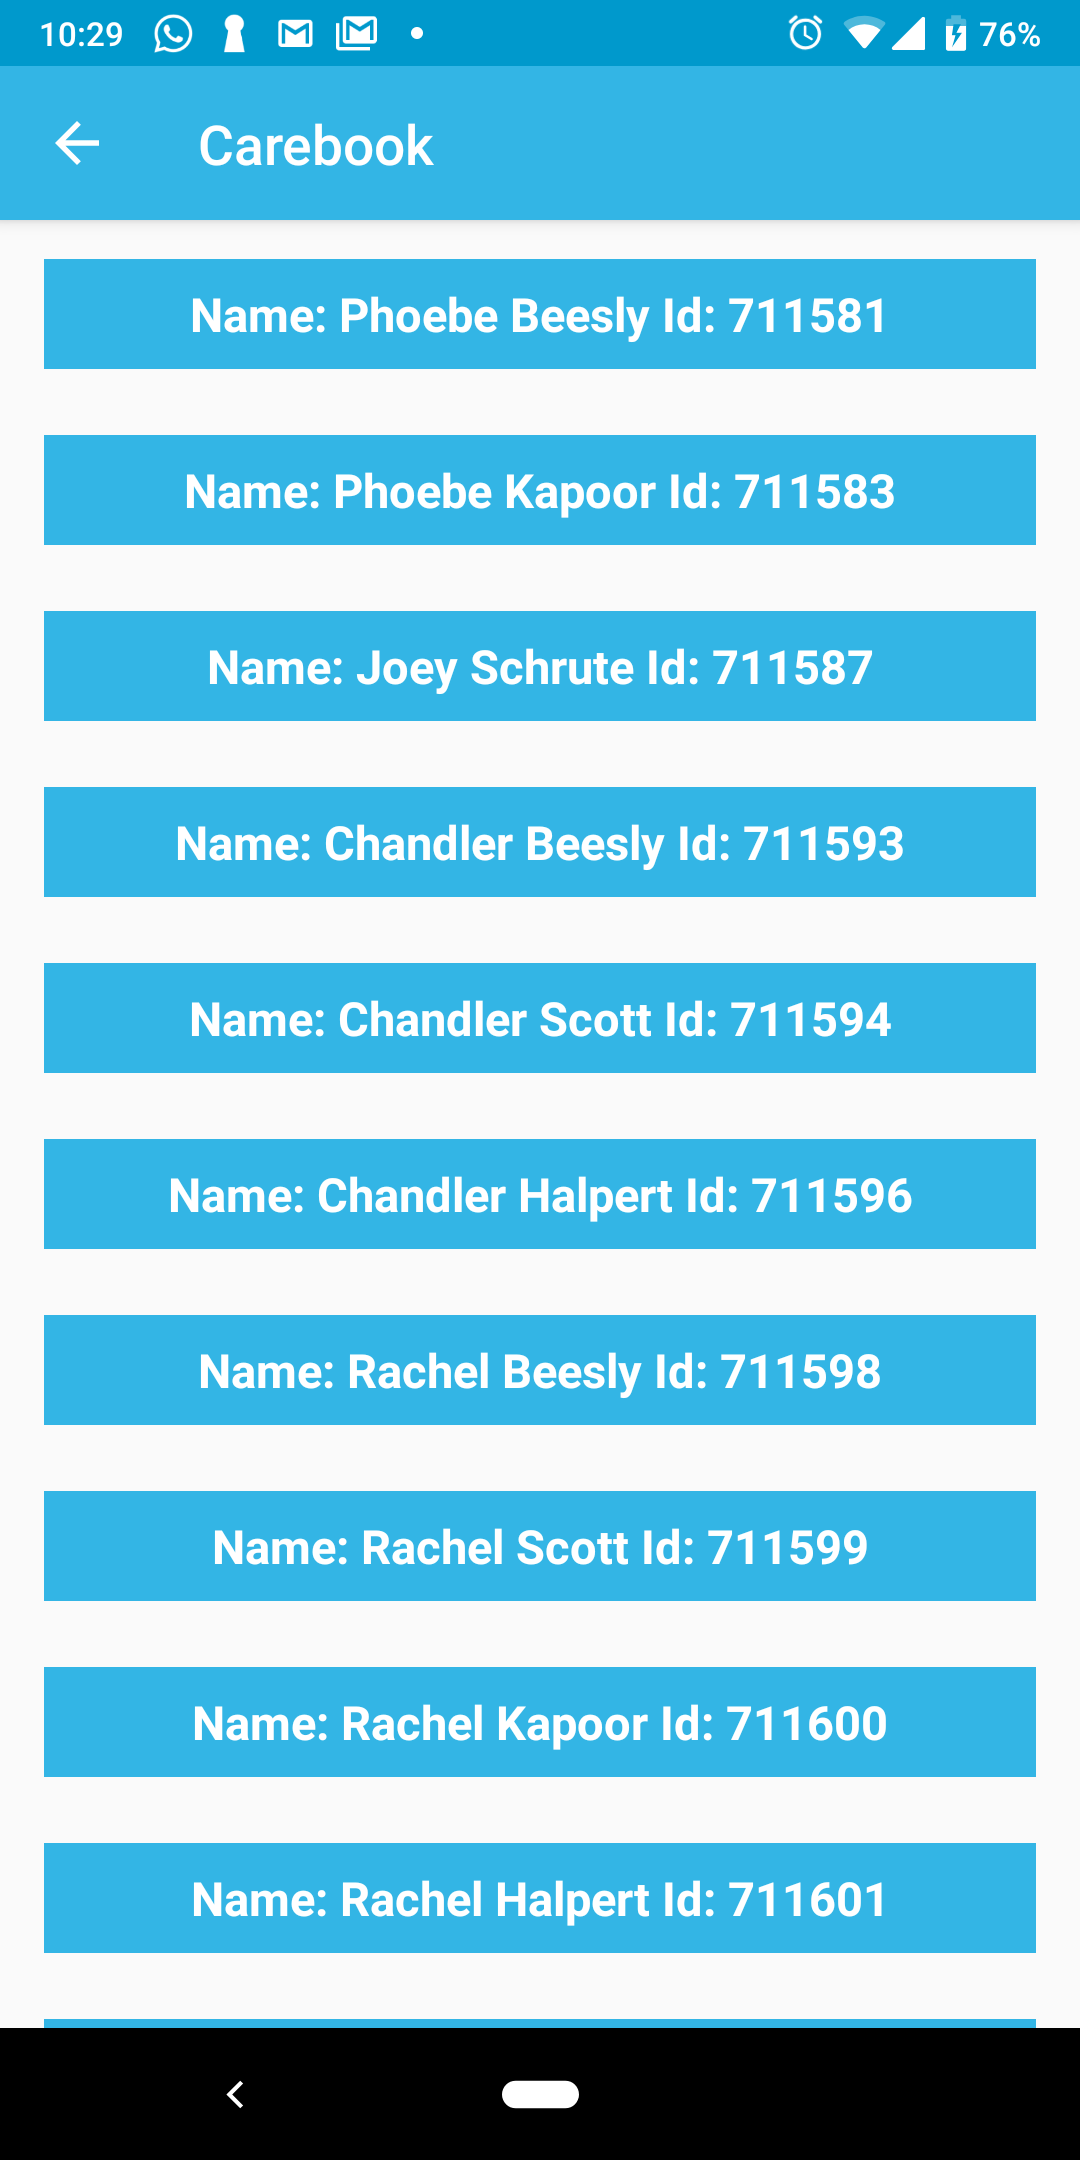 10:29 76%
Carebook
Name: Phoebe Beesly Id: 711581
Name: Phoebe Kapoor Id: 711583
Name: Joey Schrute Id: 711587
Name: Chandler Beesly Id: 711593
Name: Chandler Scott Id: 711594
Name: Chandler Halpert Id: 711596
Name: Rachel Beesly Id: 711598
Name: Rachel Scott Id: 711599
Name: Rachel Kapoor Id: 711600
Name: Rachel Halpert Id: 711601